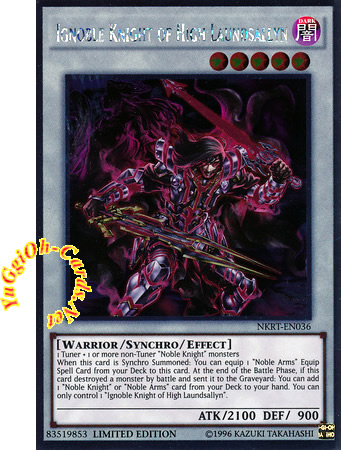 Ignoble Knight of High Laundsallyn
DARK
闇
YuGgiOh-Cards.Net
NKRT-EN036
[Warrior/Synchro/Effect]
1 Tuner + 1 or more non-Tuner "Noble Knight" monsters
When this card is Synchro Summoned: You can equip 1 "Noble Arms" Equip
Spell Card from your Deck to this card. At the end of the Battle Phase, if this
card destroyed a monster by battle and sent it to the Graveyard: You can add
1 "Noble Knight" or "Noble Arms" card from your Deck to your hand. You can
only control 1 "Ignoble Knight of High Laundsallyn".
ATK/2100 DEF/ 900
83519853 LIMITED EDITION ©1996 KAZUKI TAKAHASHI